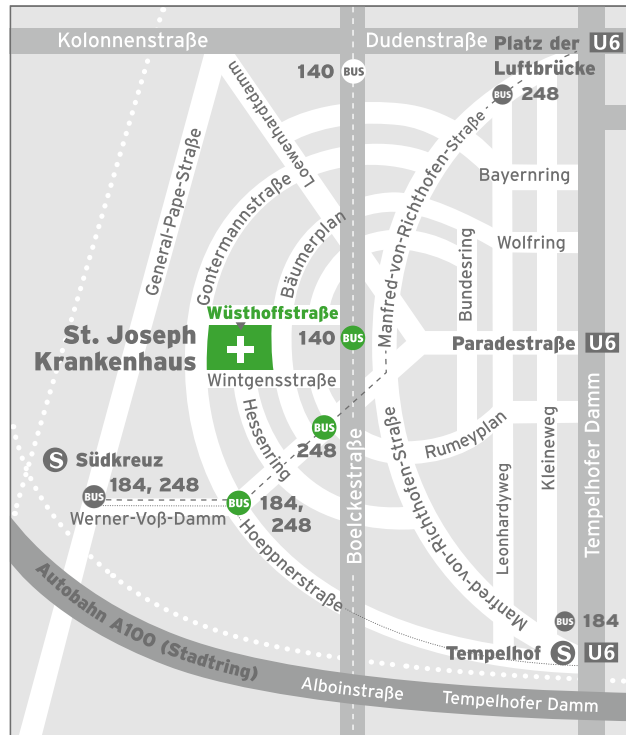 Kolonnenstraße
Dudenstraße
Platz der
Luftbrücke
U6
140
BUS
BUS
248
Loewenhardtdamm
General-Pape-Straße
Gontermannstraße
Bäumerplan
Manfred-von-Richthofen-Straße
Bayernring
Wolfring
Bundesring
Wüsthoffstraße
St. Joseph
Krankenhaus
140
BUS
Paradestraße
U6
Wintgensstraße
Hessenring
BUS
248
Rumeyplan
Kleineweg
Tempelhofer Damm
S
Südkreuz
BUS
184, 248
Werner-Voß-Damm
BUS
184,
248
Boelckestraße
Manfred-von-Richthofen-Straße
Leonhardyweg
Hoeppnerstraße
BUS
184
Tempelhof
S
U6
Autobahn A100 (Stadtring)
Alboinstraße
Tempelhofer Damm